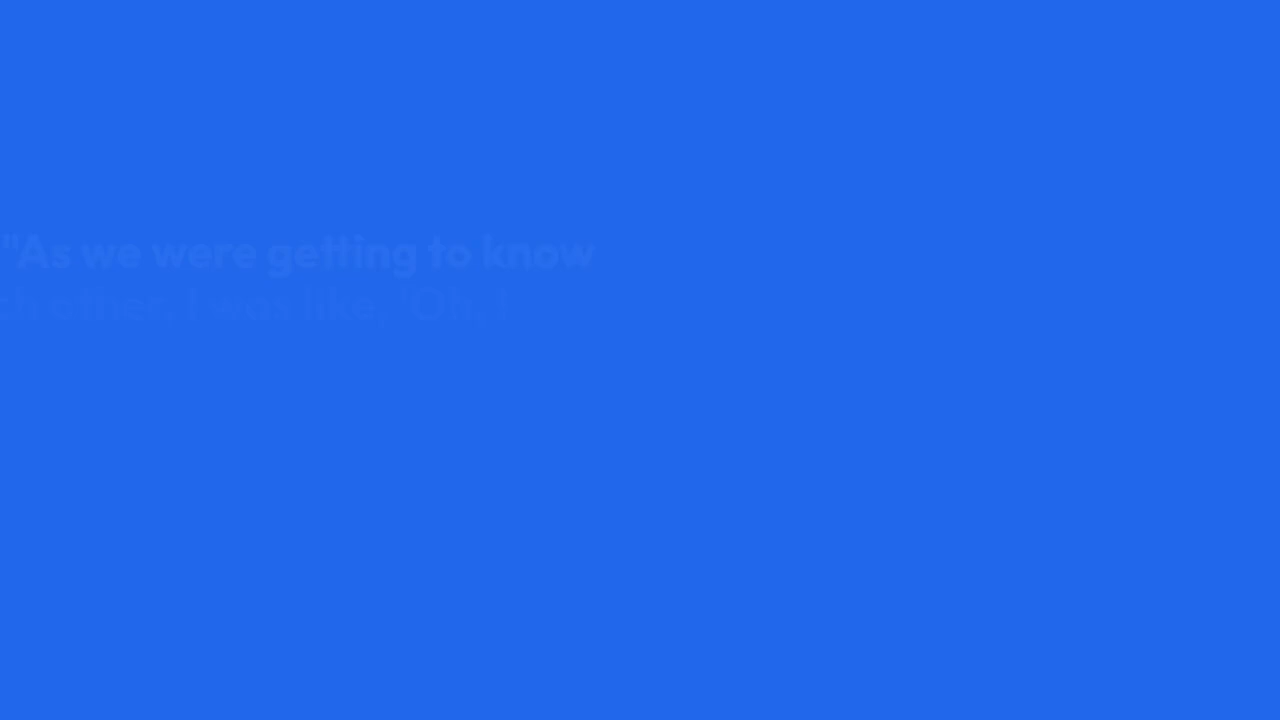 "As we were getting to know
ch other, I was like, 'Oh, I